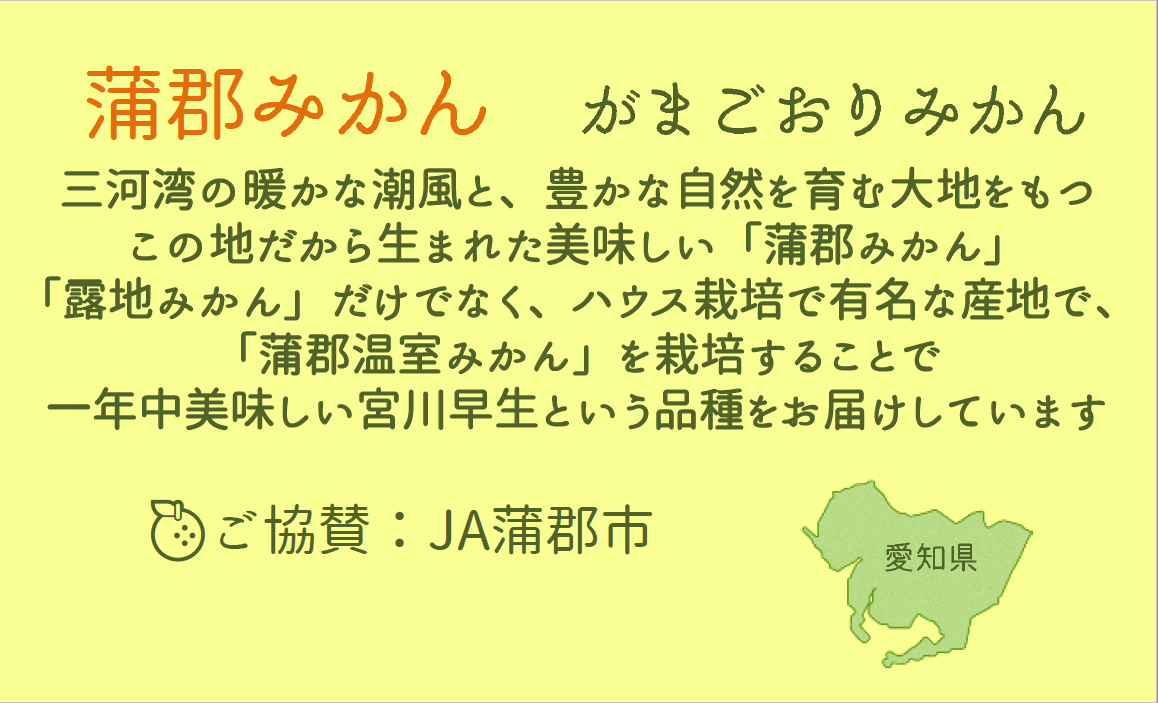 蒲郡みかん がまごおりみかん
三河湾の暖かな潮風と、豊かな自然を育む大地をもつ
この地だから生まれた美味しい「蒲郡みかん」
「露地みかん」だけでなく、ハウス栽培で有名な産地で、
「蒲郡温室みかん」を栽培することで
一年中美味しい宮川早生という品種をお届けしています
ご協賛：JA蒲郡市
愛知県